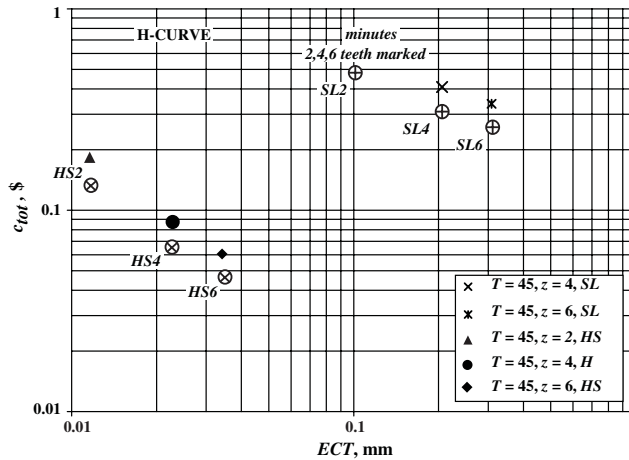 1
H-CURVE
minutes
2,4,6 teeth marked
SL2
SL4
SL6
HS2
0.1
HS4
HS6
c_tot, $
T = 45, z = 4, SL
T = 45, z = 6, SL
T = 45, z = 2, HS
T = 45, z = 4, H
T = 45, z = 6, HS
0.01
0.01
0.1
1
ECT, mm